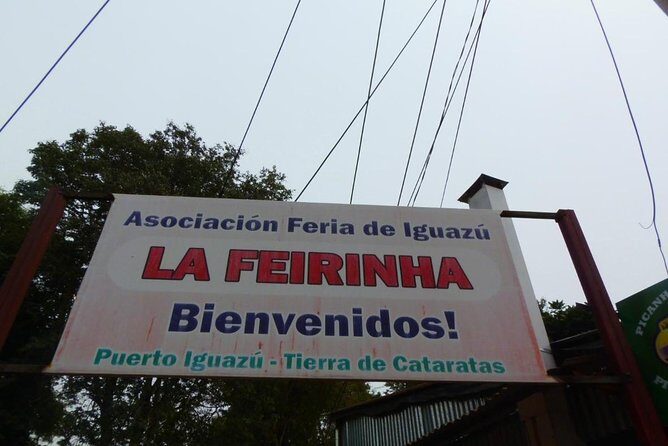 Asociación Feria de Iguazú
LA FEIRINHA
Bienvenidos!
Puerto Iguazú - Tierra de Cataratas